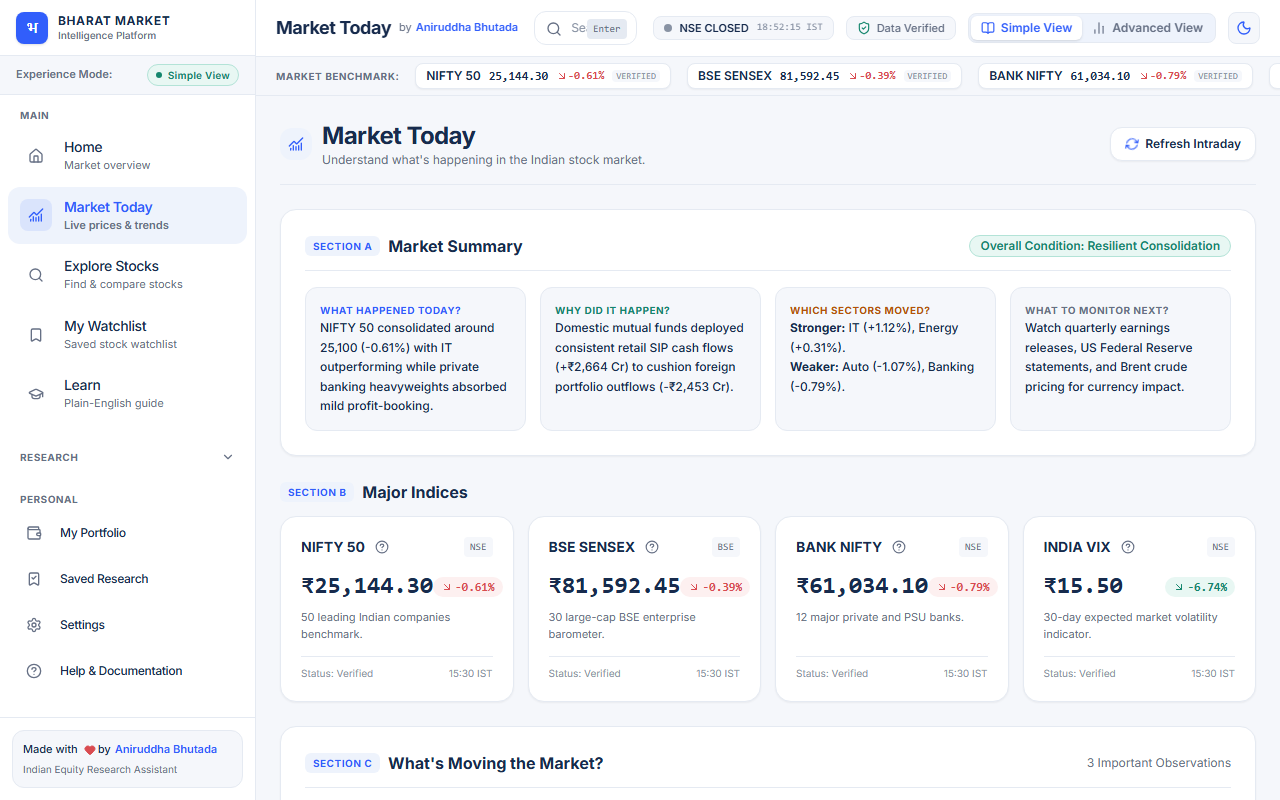 भ
BHARAT MARKET
Intelligence Platform
Experience Mode:
Simple View
MAIN
Home
Market overview
Market Today
Live prices & trends
Explore Stocks
Find & compare stocks
My Watchlist
Saved stock watchlist
Learn
Plain-English guide
RESEARCH
PERSONAL
My Portfolio
Saved Research
Settings
Help & Documentation
Made with ❤ by Aniruddha Bhutada
Indian Equity Research Assistant
Market Today by Aniruddha Bhutada
Enter
NSE CLOSED 18:52:15 IST
Data Verified
Simple View
Advanced View
MARKET BENCHMARK:
NIFTY 50 25,144.30 ↘ -0.61% VERIFIED
BSE SENSEX 81,592.45 ↘ -0.39% VERIFIED
BANK NIFTY 61,034.10 ↘ -0.79% VERIFIED
Market Today
Understand what's happening in the Indian stock market.
Refresh Intraday
SECTION A Market Summary
Overall Condition: Resilient Consolidation
WHAT HAPPENED TODAY?
NIFTY 50 consolidated around
25,100 (-0.61%) with IT
outperforming while private
banking heavyweights absorbed
mild profit-booking.
WHY DID IT HAPPEN?
Domestic mutual funds deployed
consistent retail SIP cash flows
(+₹2,664 Cr) to cushion foreign
portfolio outflows (-₹2,453 Cr).
WHICH SECTORS MOVED?
Stronger: IT (+1.12%), Energy
(+0.31%).
Weaker: Auto (-1.07%), Banking
(-0.79%).
WHAT TO MONITOR NEXT?
Watch quarterly earnings
releases, US Federal Reserve
statements, and Brent crude
pricing for currency impact.
SECTION B Major Indices
NIFTY 50 NSE
₹25,144.30 ↘ -0.61%
50 leading Indian companies
benchmark.
Status: Verified 15:30 IST
BSE SENSEX BSE
₹81,592.45 ↘ -0.39%
30 large-cap BSE enterprise
barometer.
Status: Verified 15:30 IST
BANK NIFTY NSE
₹61,034.10 ↘ -0.79%
12 major private and PSU banks.
Status: Verified 15:30 IST
INDIA VIX NSE
₹15.50 ↘ -6.74%
30-day expected market volatility
indicator.
Status: Verified 15:30 IST
SECTION C What's Moving the Market?
3 Important Observations